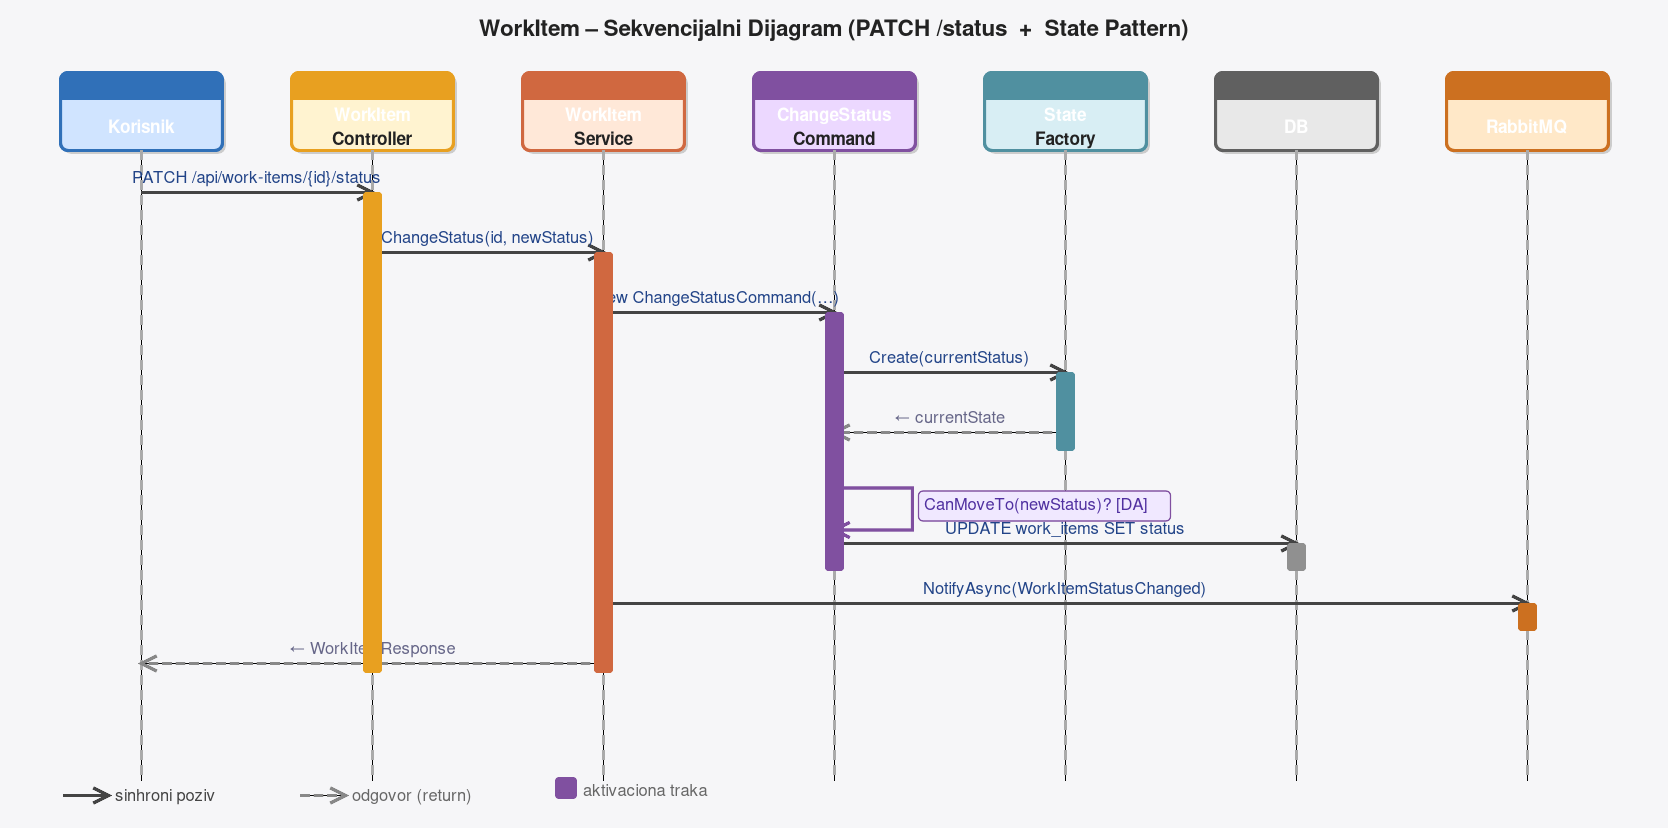 WorkItem – Sekvencijalni Dijagram (PATCH /status + State Pattern)
Korisnik
WorkItem
Controller
WorkItem
Service
ChangeStatus
Command
State
Factory
DB
RabbitMQ
PATCH /api/work-items/{id}/status
ChangeStatus(id, newStatus)
ew ChangeStatusCommand(...)
Create(currentStatus)
← currentState
CanMoveTo(newStatus)? [DA]
UPDATE work_items SET status
NotifyAsync(WorkItemStatusChanged)
← WorkItemResponse
sinhroni poziv
odgovor (return)
aktivaciona traka